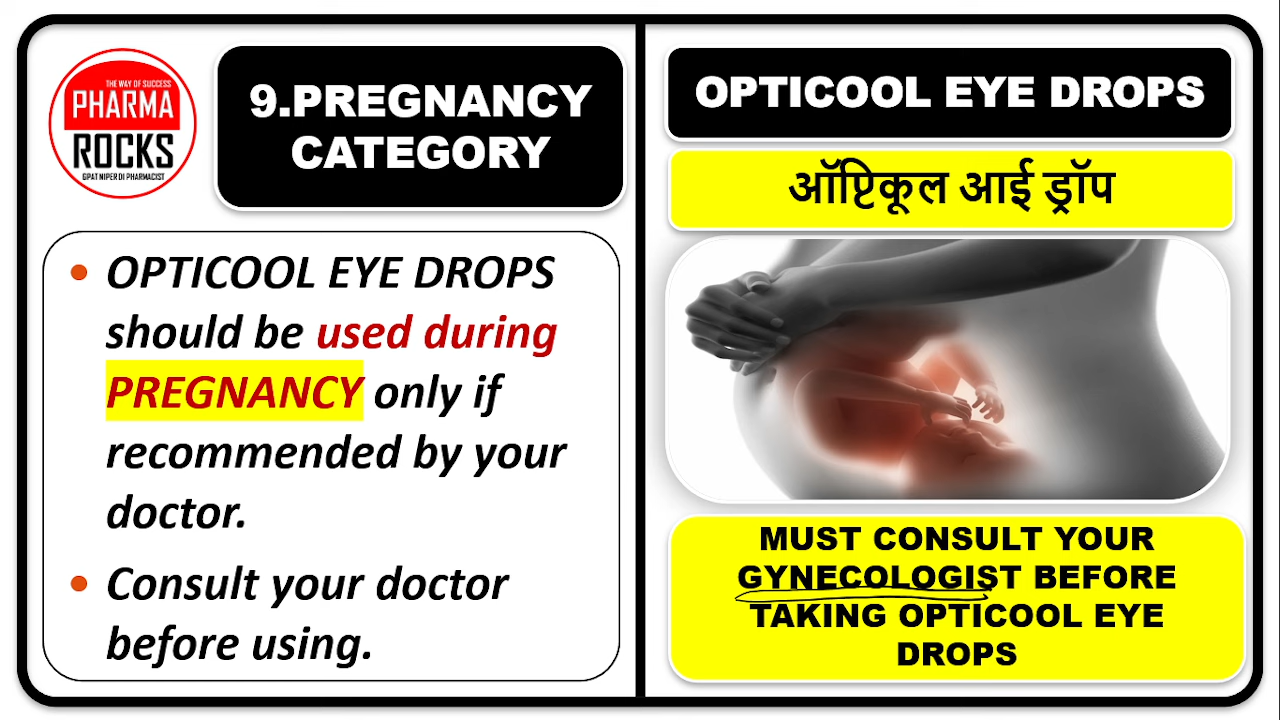 THE WAY OF SUCCESS
PHARMA
ROCKS
GPAT NIPER DI PHARMACIST
9.PREGNANCY
CATEGORY
OPTICOOL EYE DROPS
should be used during
PREGNANCY only if
recommended by your
doctor.
Consult your doctor
before using.
OPTICOOL EYE DROPS
ऑप्टिकूल आई ड्रॉप
MUST CONSULT YOUR
GYNECOLOGIST BEFORE
TAKING OPTICOOL EYE
DROPS